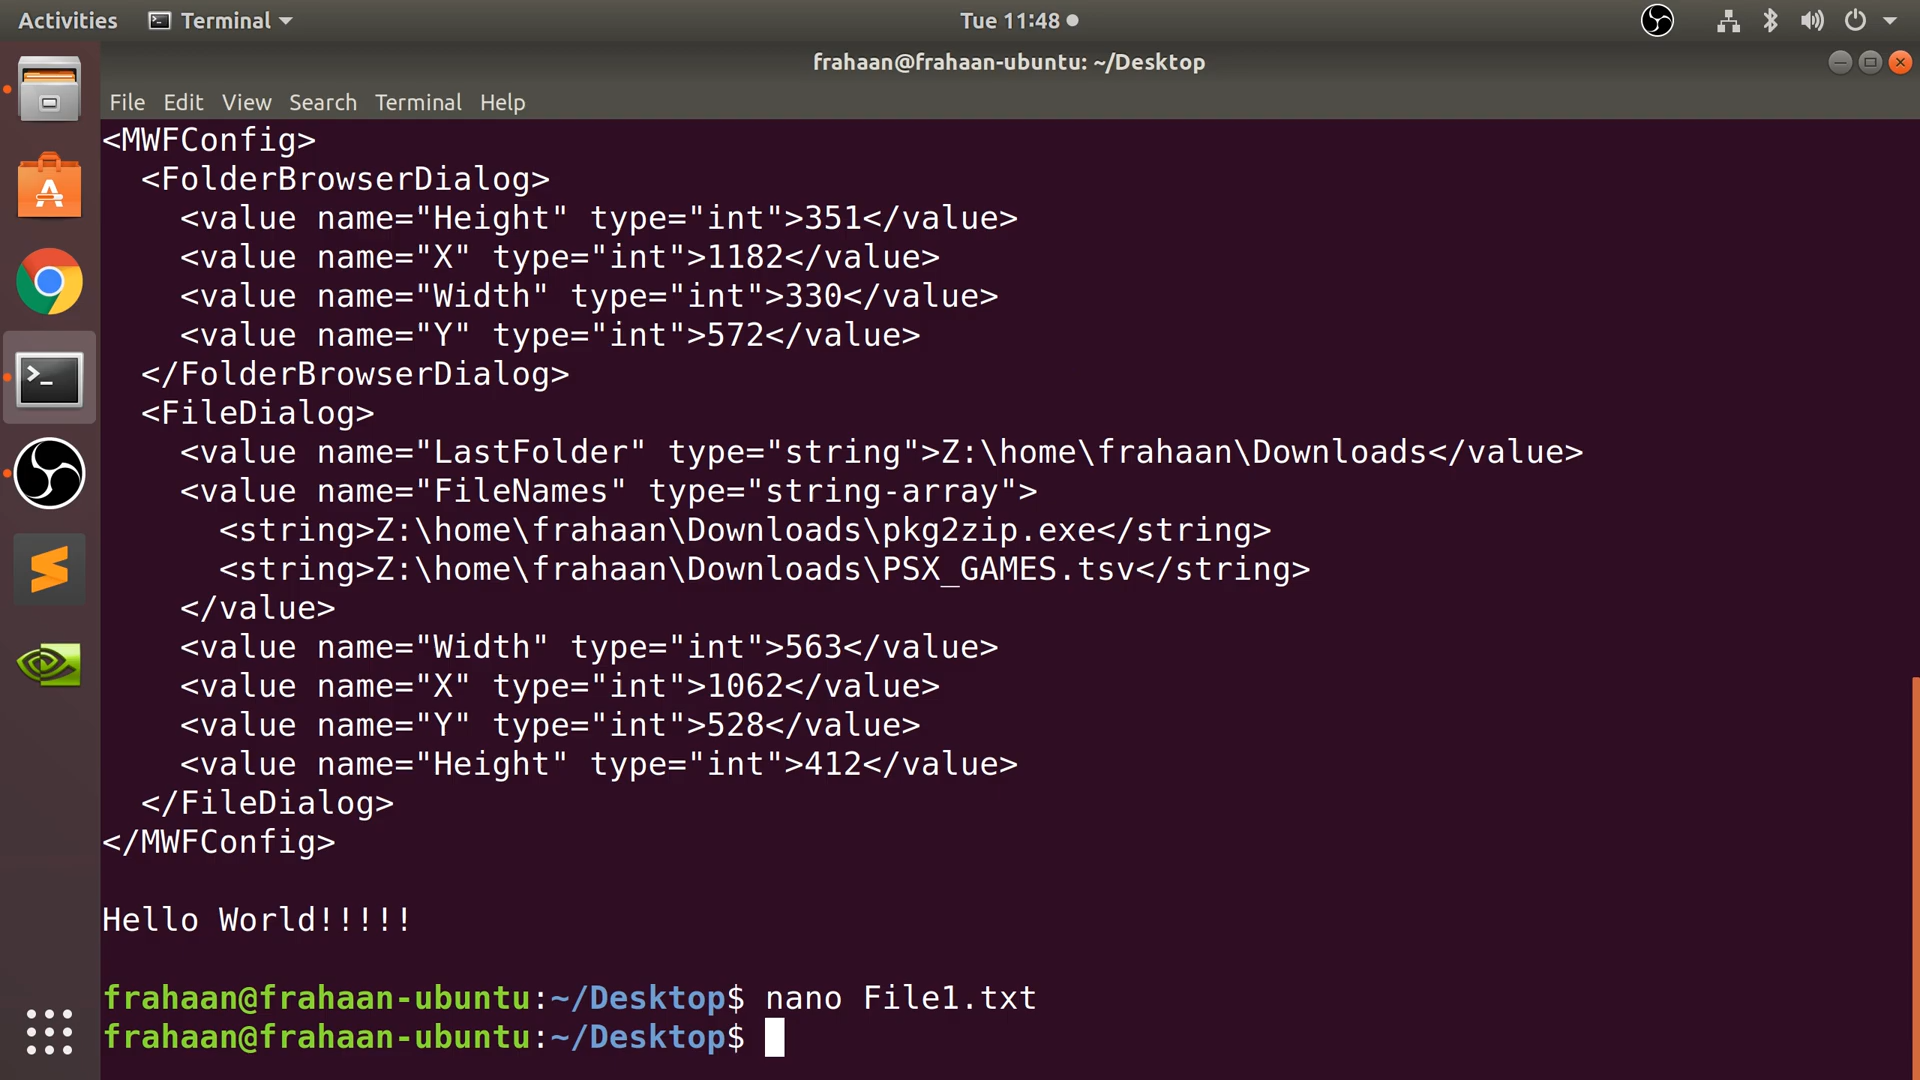 Activities Terminal Tue 11:48
frahaan@frahaan-ubuntu: ~/Desktop
File Edit View Search Terminal Help
<MWFConfig>
  <FolderBrowserDialog>
    <value name="Height" type="int">351</value>
    <value name="X" type="int">1182</value>
    <value name="Width" type="int">330</value>
    <value name="Y" type="int">572</value>
  </FolderBrowserDialog>
  <FileDialog>
    <value name="LastFolder" type="string">Z:\home\frahaan\Downloads</value>
    <value name="FileNames" type="string-array">
      <string>Z:\home\frahaan\Downloads\pkg2zip.exe</string>
      <string>Z:\home\frahaan\Downloads\PSX_GAMES.tsv</string>
    </value>
    <value name="Width" type="int">563</value>
    <value name="X" type="int">1062</value>
    <value name="Y" type="int">528</value>
    <value name="Height" type="int">412</value>
  </FileDialog>
</MWFConfig>
Hello World!!!!!
frahaan@frahaan-ubuntu:~/Desktop$ nano File1.txt
frahaan@frahaan-ubuntu:~/Desktop$